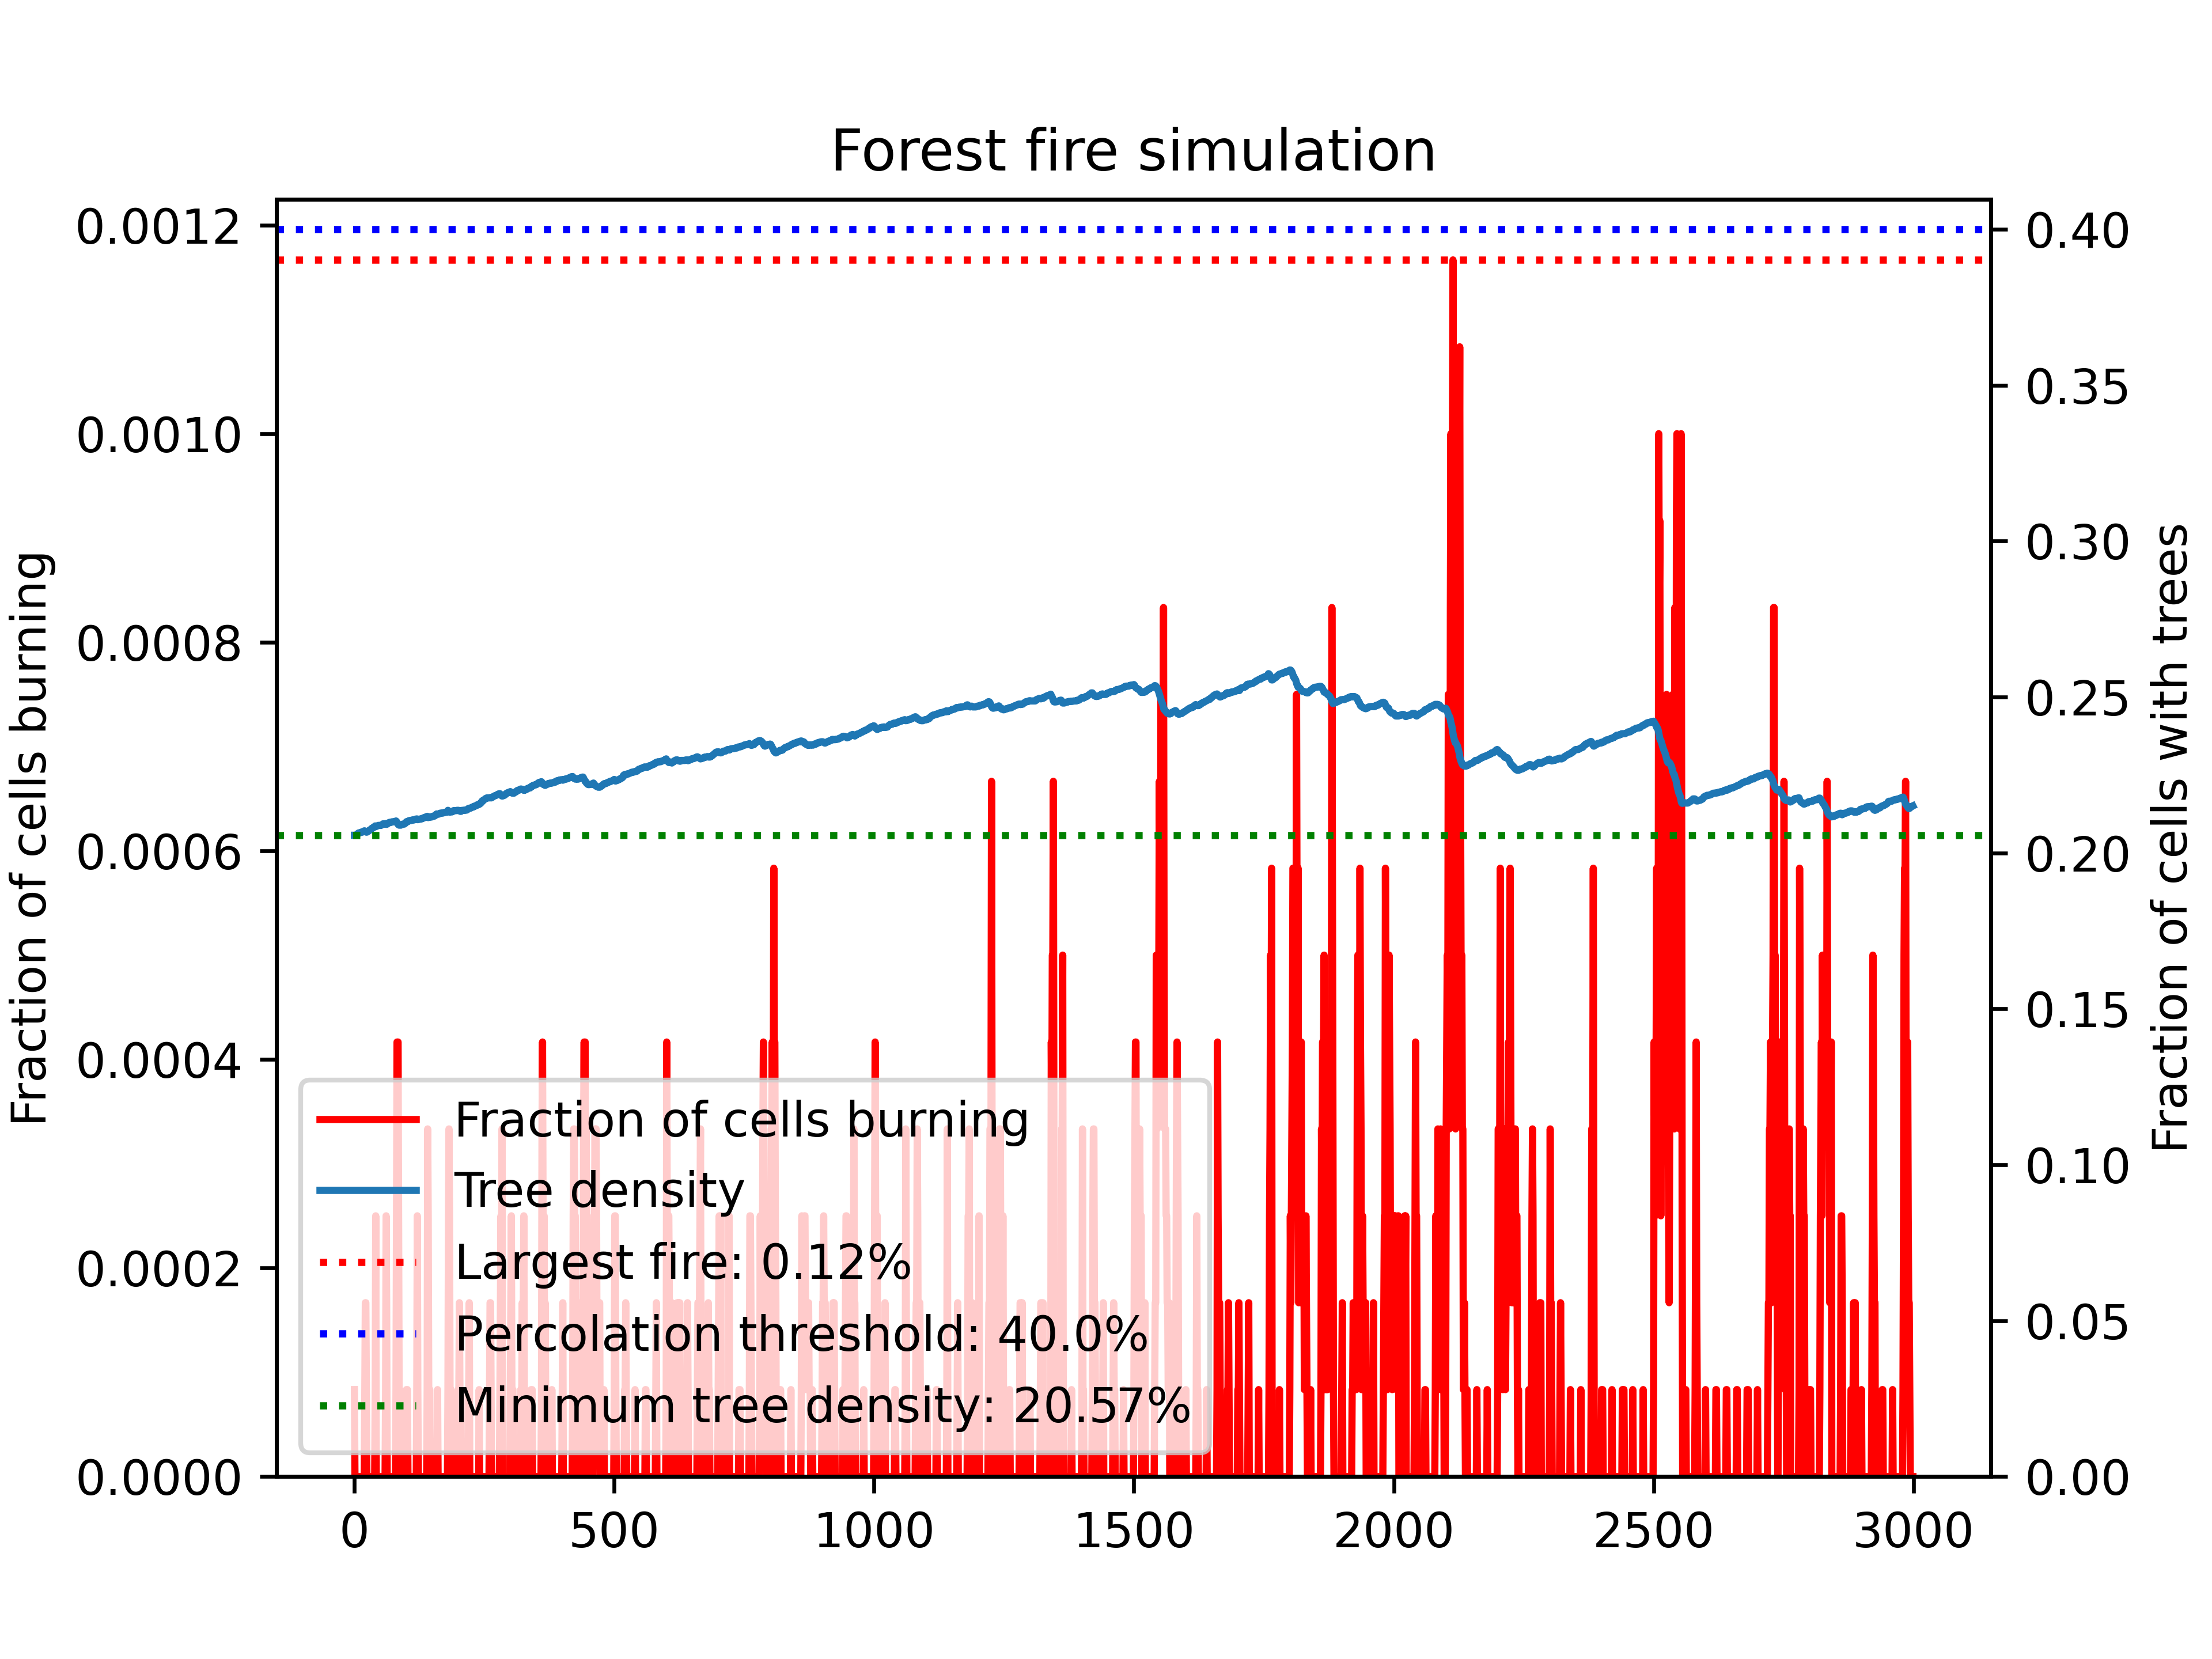 Forest fire simulation
0.0012
0.0010
0.0008
0.0006
0.0004
0.0002
0.0000
Fraction of cells burning
0.40
0.35
0.30
0.25
0.20
0.15
0.10
0.05
0.00
Fraction of cells with trees
Fraction of cells burning
Tree density
Largest fire: 0.12%
Percolation threshold: 40.0%
Minimum tree density: 20.57%
0 500 1000 1500 2000 2500 3000